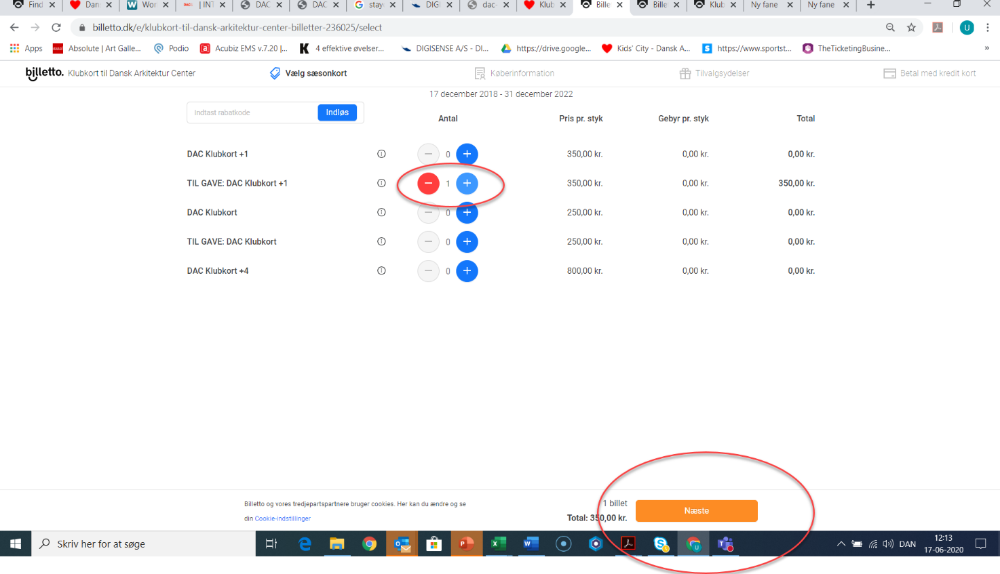 Find
Dan
Wor
DAC | INT
DAC
DAC
stay
DIGI
dac-
Klub
Bille
Bille
Klub
Ny fane
Ny fane
billetto.dk/e/klubkort-til-dansk-arkitektur-center-billetter-236025/select
U
Apps
Absolute | Art Galle...
Podio
Acubiz EMS v.7.20 |...
4 effektive øvelser...
DIGISENSE A/S - DI...
https://drive.google...
Kids' City - Dansk A...
https://www.sportst...
TheTicketingBusine...
»
billetto. Klubkort til Dansk Arkitektur Center
Vælg sæsonkort
Køberinformation
Tilvalgsydelser
Betal med kredit kort
17 december 2018 - 31 december 2022
Indtast rabatkode Indløs
Antal Pris pr. styk Gebyr pr. styk Total
DAC Klubkort +1 0 350,00 kr. 0,00 kr. 0,00 kr.
TIL GAVE: DAC Klubkort +1 1 350,00 kr. 0,00 kr. 350,00 kr.
DAC Klubkort 0 250,00 kr. 0,00 kr. 0,00 kr.
TIL GAVE: DAC Klubkort 0 250,00 kr. 0,00 kr. 0,00 kr.
DAC Klubkort +4 0 800,00 kr. 0,00 kr. 0,00 kr.
Billetto og vores tredjepartspartnere bruger cookies. Her kan du ændre og se
din Cookie-indstillinger
1 billet
Total: 350,00 kr.
Næste
Skriv her for at søge
DAN
12:13
17-06-2020